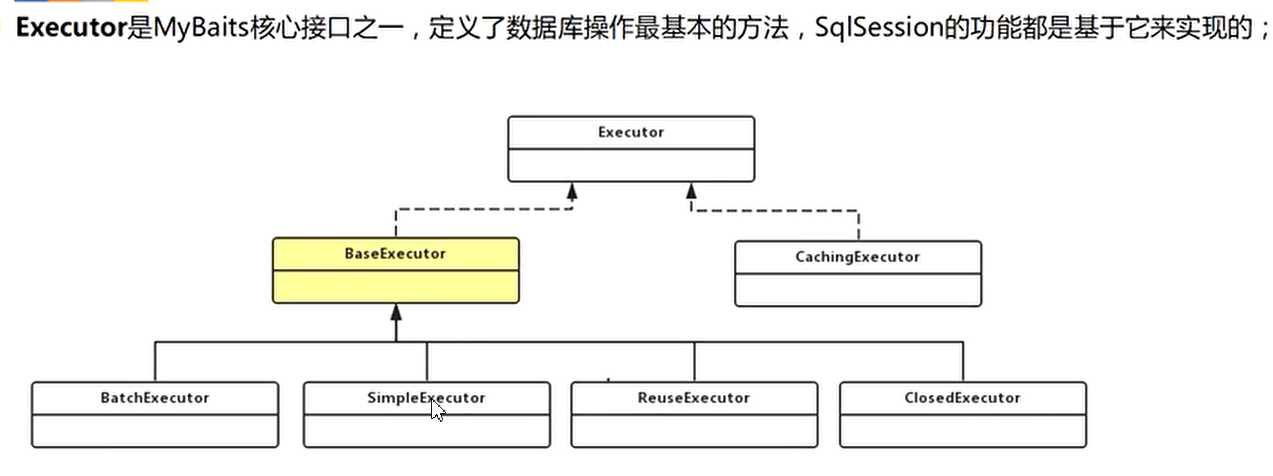 Executor是MyBaits核心接口之一，定义了数据库操作最基本的方法，SqlSession的功能都是基于它来实现的；
Executor
BaseExecutor
CachingExecutor
BatchExecutor
SimpleExecutor
ReuseExecutor
ClosedExecutor